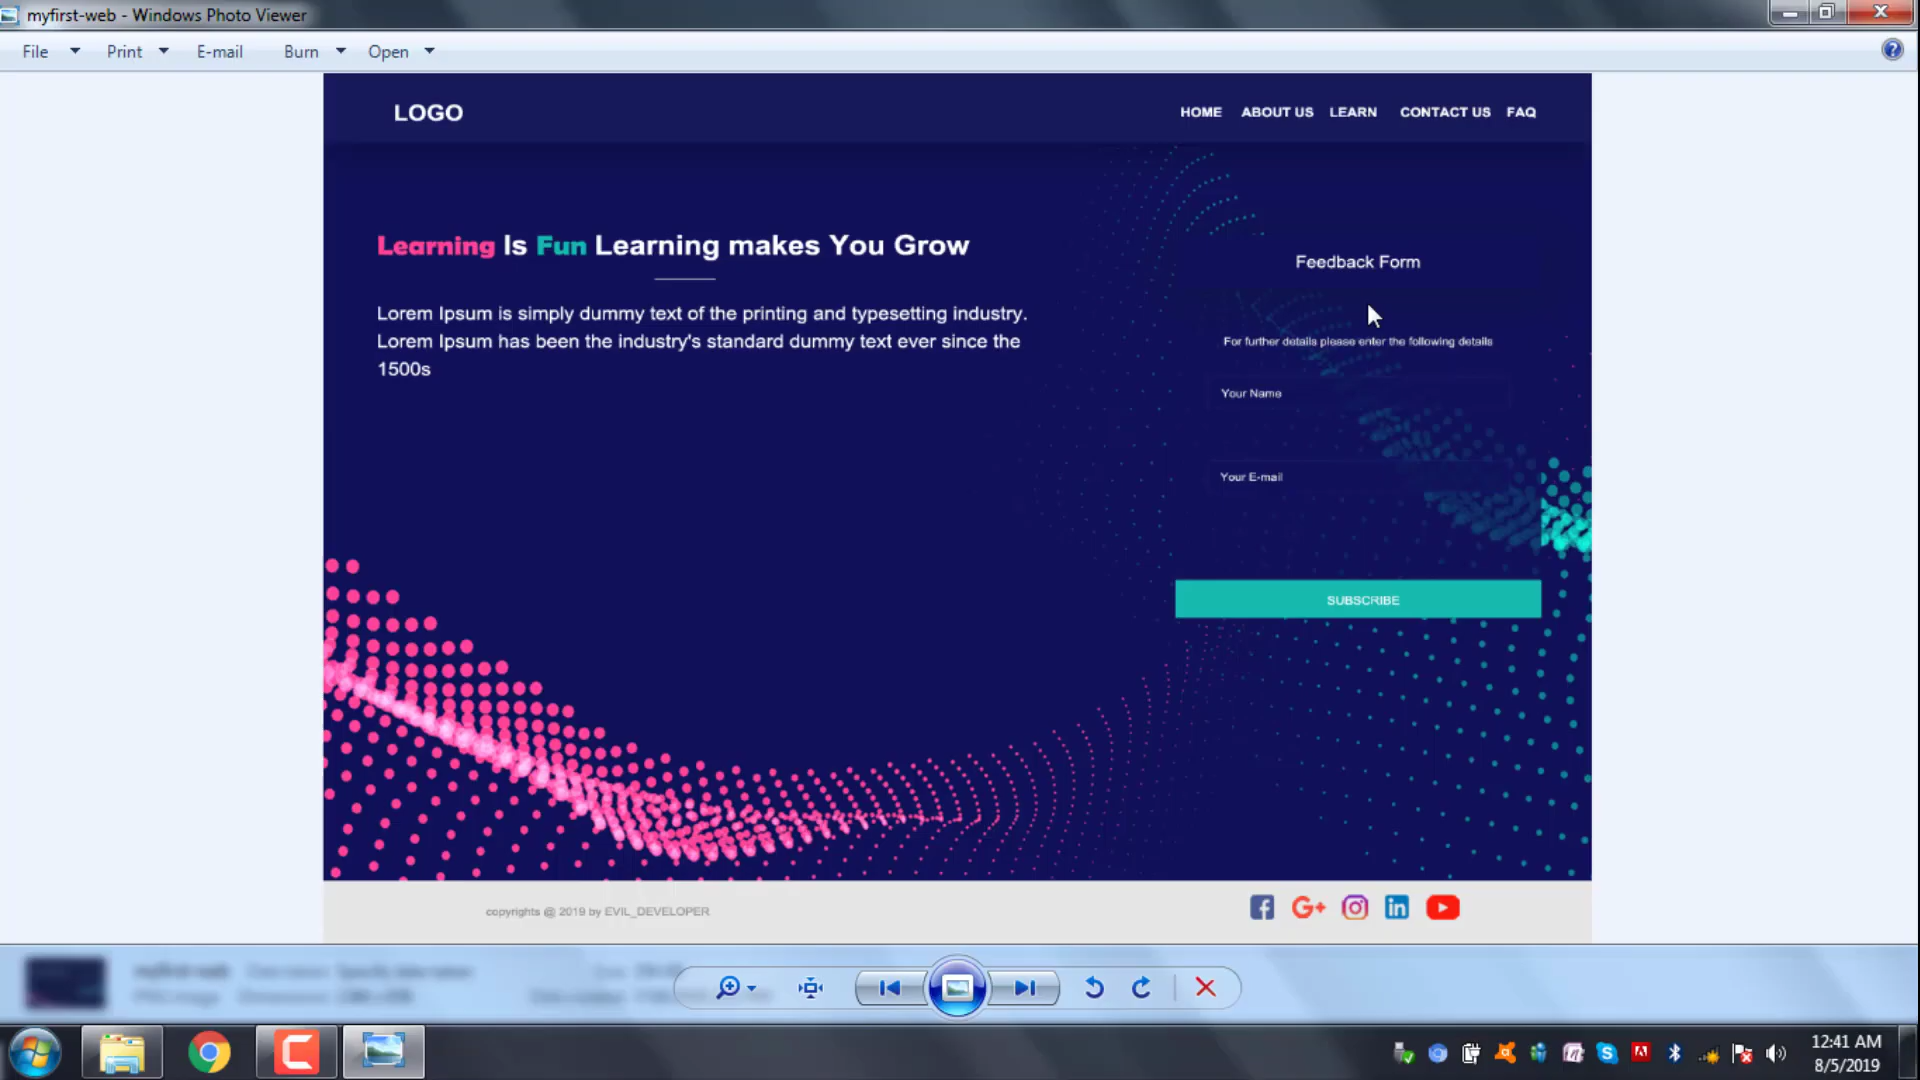 myfirst-web - Windows Photo Viewer
File Print E-mail Burn Open
LOGO
HOME ABOUT US LEARN CONTACT US FAQ
Learning Is Fun Learning makes You Grow
Lorem Ipsum is simply dummy text of the printing and typesetting industry.
Lorem Ipsum has been the industry's standard dummy text ever since the
1500s
Feedback Form
For further details please enter the following details
Your Name
Your E-mail
SUBSCRIBE
copyrights @ 2019 by EVIL_DEVELOPER
12:41 AM
8/5/2019